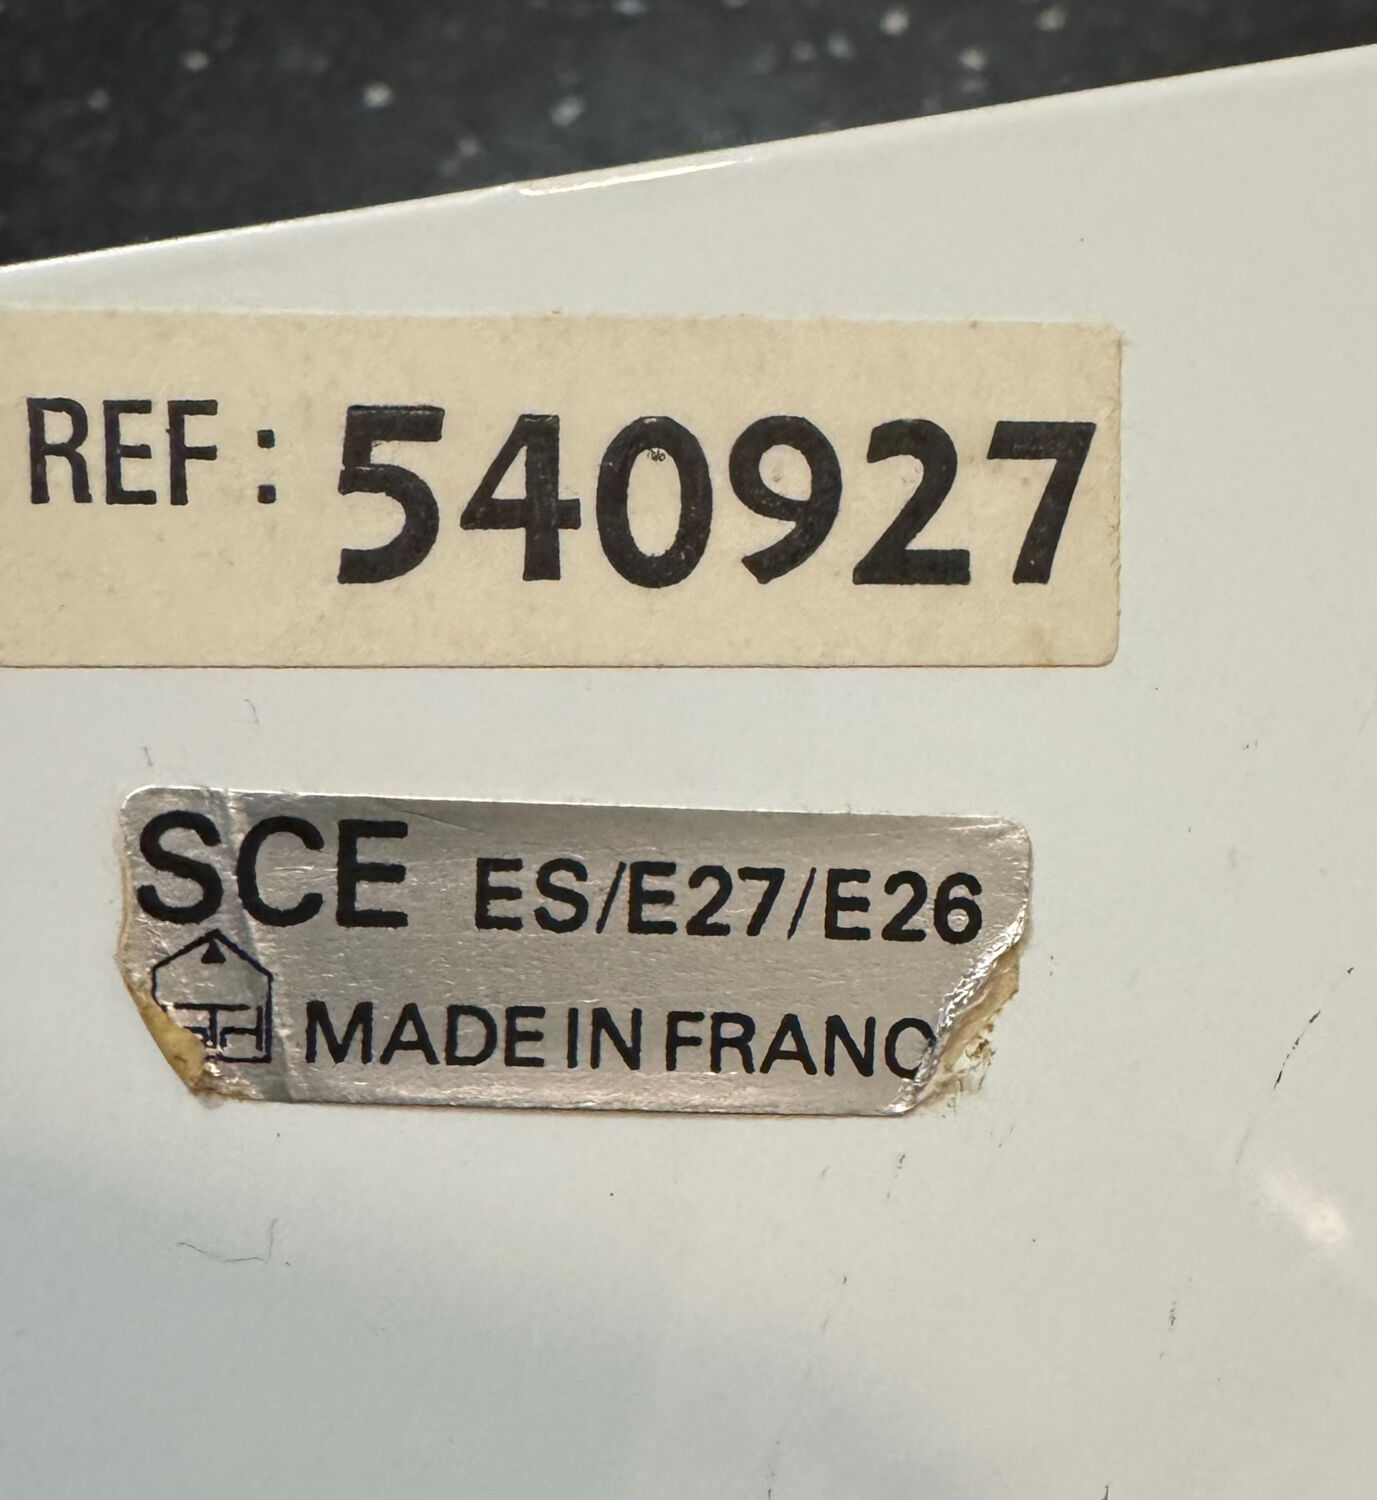 REF: 540927
SCE ES/E27/E26
MADE IN FRANC